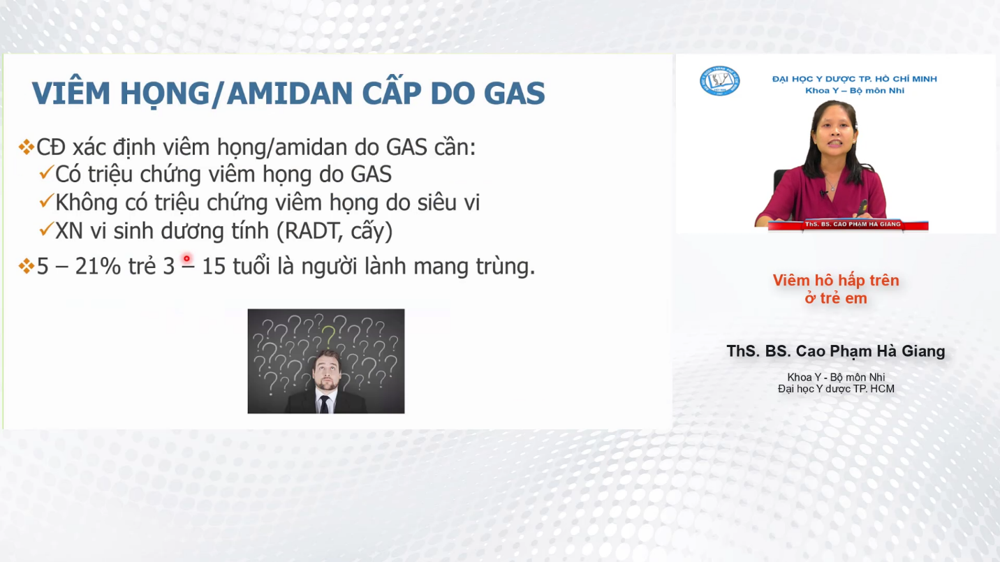 VIÊM HỌNG/AMIDAN CẤP DO GAS
❖CĐ xác định viêm họng/amidan do GAS cần:
✓Có triệu chứng viêm họng do GAS
✓Không có triệu chứng viêm họng do siêu vi
✓XN vi sinh dương tính (RADT, cấy)
❖5 – 21% trẻ 3 – 15 tuổi là người lành mang trùng.
ĐẠI HỌC Y DƯỢC TP. HỒ CHÍ MINH
Khoa Y – Bộ môn Nhi
ThS. BS. CAO PHẠM HÀ GIANG
Viêm hô hấp trên
ở trẻ em
ThS. BS. Cao Phạm Hà Giang
Khoa Y - Bộ môn Nhi
Đại học Y dược TP. HCM